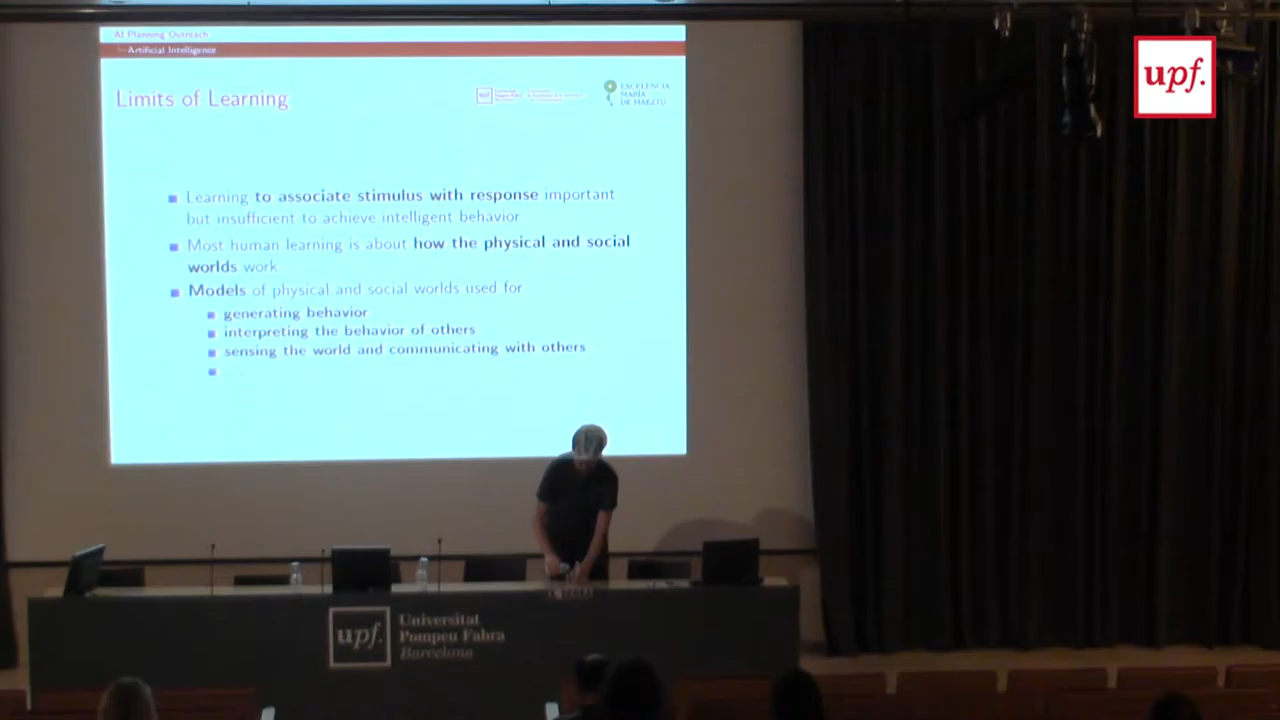 AI Planning Outreach
Artificial Intelligence
Limits of Learning
upf.
EXCELENCIA
MARÍA
DE MAEZTU
Learning to associate stimulus with response important
but insufficient to achieve intelligent behavior
Most human learning is about how the physical and social
worlds work
Models of physical and social worlds used for
generating behavior
interpreting the behavior of others
sensing the world and communicating with others
upf.
upf.
Universitat
Pompeu Fabra
Barcelona